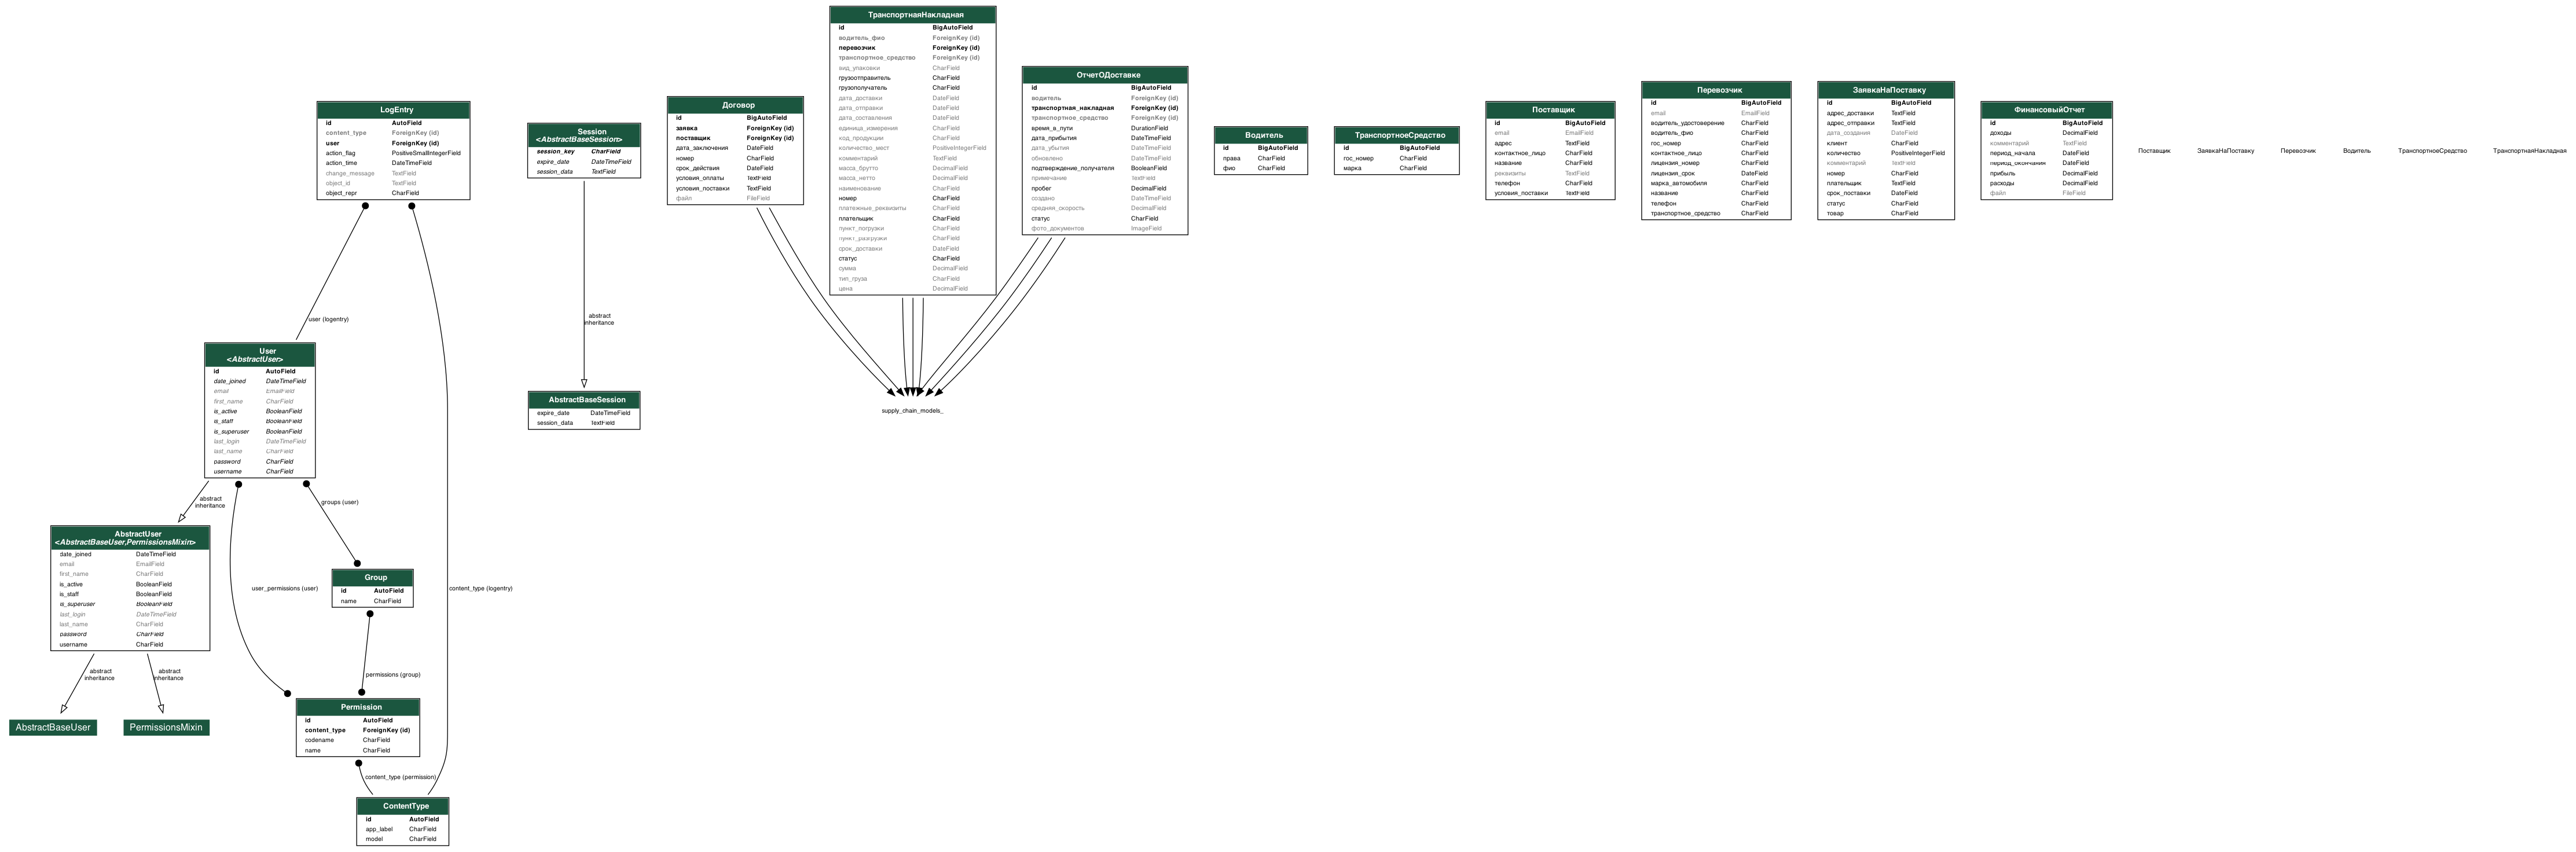 ТранспортнаяНакладная
id BigAutoField
водитель_фио ForeignKey (id)
перевозчик ForeignKey (id)
транспортное_средство ForeignKey (id)
вид_упаковки CharField
грузоотправитель CharField
грузополучатель CharField
дата_доставки DateField
дата_отправки DateField
дата_составления DateField
единица_измерения CharField
код_продукции CharField
количество_мест PositiveIntegerField
комментарий TextField
масса_брутто DecimalField
масса_нетто DecimalField
наименование CharField
номер CharField
платежные_реквизиты CharField
плательщик CharField
пункт_погрузки CharField
пункт_разгрузки CharField
срок_доставки DateField
статус CharField
сумма DecimalField
тип_груза CharField
цена DecimalField
ОтчетОДоставке
id BigAutoField
водитель ForeignKey (id)
транспортная_накладная ForeignKey (id)
транспортное_средство ForeignKey (id)
время_в_пути DurationField
дата_прибытия DateTimeField
дата_убытия DateTimeField
обновлено DateTimeField
подтверждение_получателя BooleanField
примечание TextField
пробег DecimalField
создано DateTimeField
средняя_скорость DecimalField
статус CharField
фото_документов ImageField
LogEntry
id AutoField
content_type ForeignKey (id)
user ForeignKey (id)
action_flag PositiveSmallIntegerField
action_time DateTimeField
change_message TextField
object_id TextField
object_repr CharField
Session
<AbstractBaseSession>
session_key CharField
expire_date DateTimeField
session_data TextField
Договор
id BigAutoField
заявка ForeignKey (id)
поставщик ForeignKey (id)
дата_заключения DateField
номер CharField
срок_действия DateField
условия_оплаты TextField
условия_поставки TextField
файл FileField
Водитель
id BigAutoField
права CharField
фио CharField
ТранспортноеСредство
id BigAutoField
гос_номер CharField
марка CharField
Поставщик
id BigAutoField
email EmailField
адрес TextField
контактное_лицо CharField
название CharField
реквизиты TextField
телефон CharField
условия_поставки TextField
Перевозчик
id BigAutoField
email EmailField
водитель_удостоверение CharField
водитель_фио CharField
гос_номер CharField
контактное_лицо CharField
лицензия_номер CharField
лицензия_срок DateField
марка_автомобиля CharField
название CharField
телефон CharField
транспортное_средство CharField
ЗаявкаНаПоставку
id BigAutoField
адрес_доставки TextField
адрес_отправки TextField
дата_создания DateField
клиент CharField
количество PositiveIntegerField
комментарий TextField
номер CharField
плательщик TextField
срок_поставки DateField
статус CharField
товар CharField
ФинансовыйОтчет
id BigAutoField
доходы DecimalField
комментарий TextField
период_начала DateField
период_окончания DateField
прибыль DecimalField
расходы DecimalField
файл FileField
Поставщик ЗаявкаНаПоставку Перевозчик Водитель ТранспортноеСредство ТранспортнаяНакладная
user (logentry)
abstract
inheritance
User
<AbstractUser>
id AutoField
date_joined DateTimeField
email EmailField
first_name CharField
is_active BooleanField
is_staff BooleanField
is_superuser BooleanField
last_login DateTimeField
last_name CharField
password CharField
username CharField
AbstractBaseSession
expire_date DateTimeField
session_data TextField
supply_chain_models_
abstract
inheritance
groups (user)
AbstractUser
<AbstractBaseUser,PermissionsMixin>
date_joined DateTimeField
email EmailField
first_name CharField
is_active BooleanField
is_staff BooleanField
is_superuser BooleanField
last_login DateTimeField
last_name CharField
password CharField
username CharField
user_permissions (user)
Group
id AutoField
name CharField
content_type (logentry)
abstract
inheritance
abstract
inheritance
permissions (group)
AbstractBaseUser
PermissionsMixin
Permission
id AutoField
content_type ForeignKey (id)
codename CharField
name CharField
content_type (permission)
ContentType
id AutoField
app_label CharField
model CharField